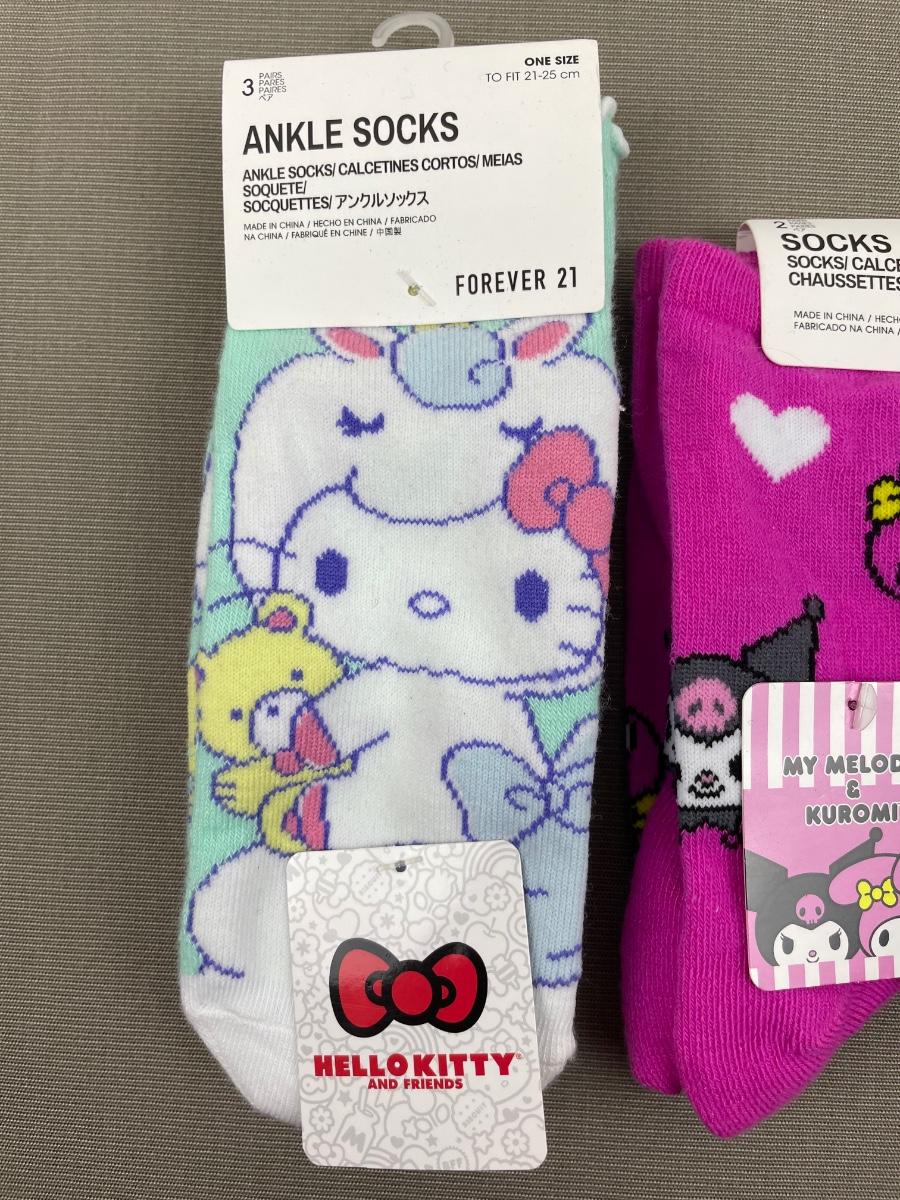 3 PAIRS
PARES
PAIRES
ペア
ONE SIZE
TO FIT 21-25 cm
ANKLE SOCKS
ANKLE SOCKS/ CALCETINES CORTOS/ MEIAS
SOQUETE/
SOCQUETTES/ アンクルソックス
MADE IN CHINA / HECHO EN CHINA / FABRICADO
NA CHINA / FABRIQUÉ EN CHINE / 中国製
FOREVER 21
HELLO KITTY®
AND FRIENDS
2
SOCKS
SOCKS/ CALCE
CHAUSSETTES
MADE IN CHINA / HECHO
FABRICADO NA CHINA /
MY MELOD
&
KUROMI